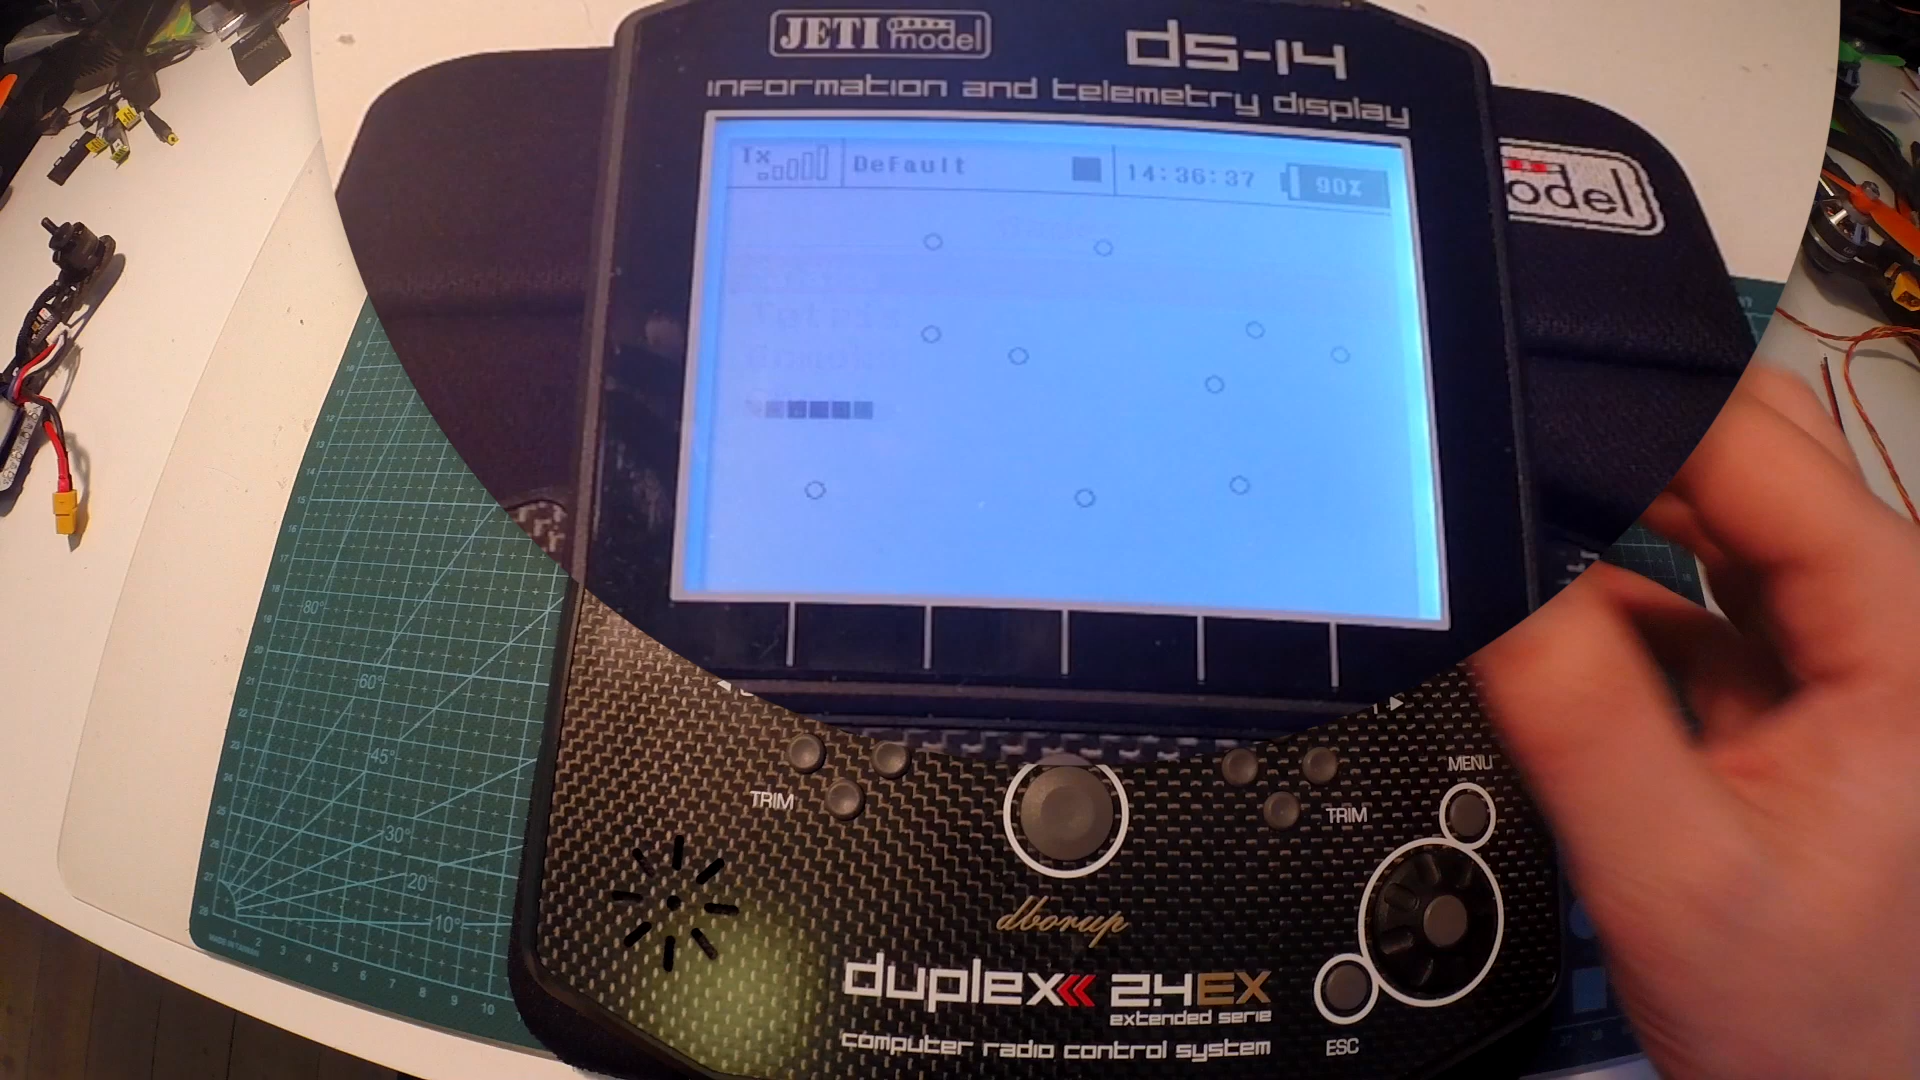 JETI model
DS-14
information and telemetry display
Tx
Default
14:36:37
90%
odel
TRIM
TRIM
MENU
dborup
duplex 2.4EX
extended serie
computer radio control system
ESC
80°
60°
45°
30°
20°
10°